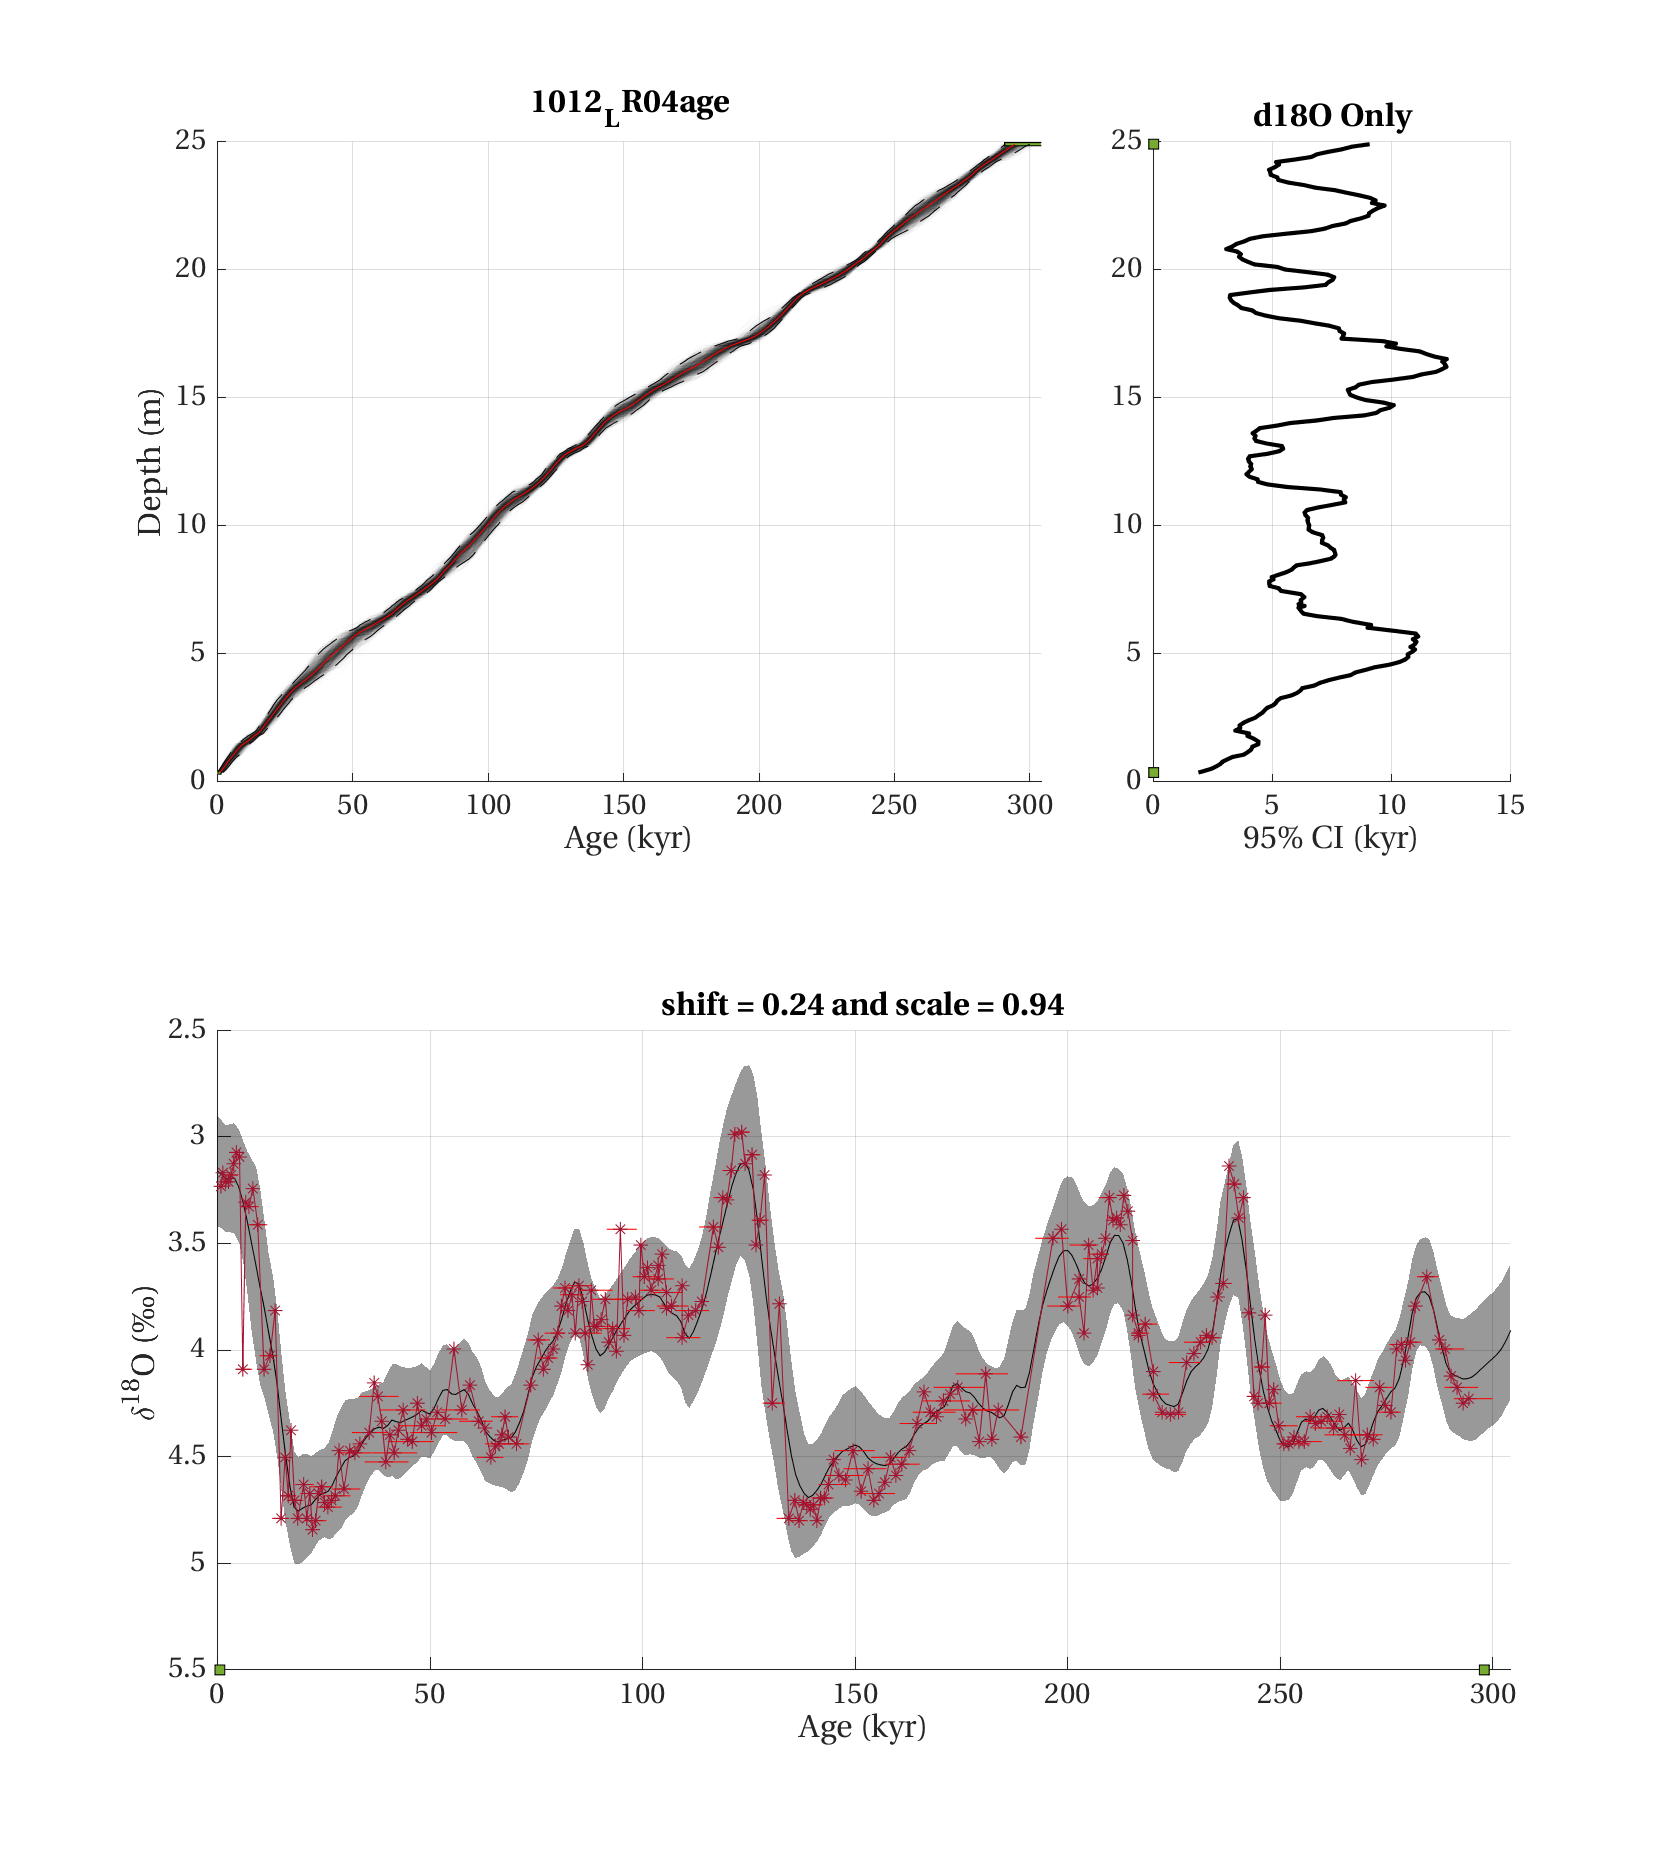 1012_LR04age
d18O Only
25
20
15
10
5
0
Depth (m)
0 50 100 150 200 250 300
Age (kyr)
25
20
15
10
5
0
0 5 10 15
95% CI (kyr)
shift = 0.24 and scale = 0.94
2.5
3
3.5
4
4.5
5
5.5
δ18O (‰)
0 50 100 150 200 250 300
Age (kyr)